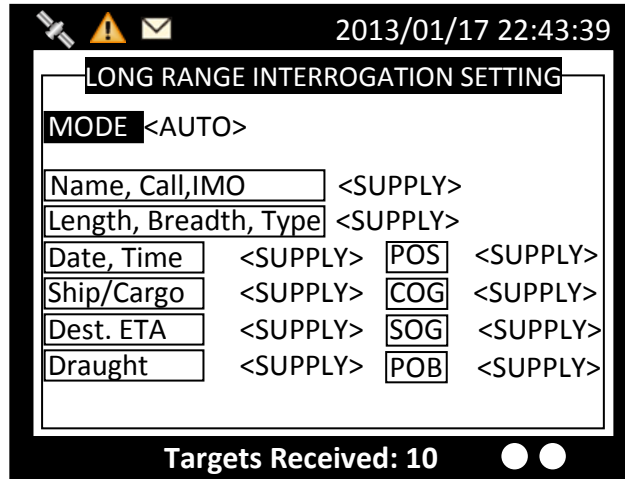 2013/01/17 22:43:39
LONG RANGE INTERROGATION SETTING
MODE <AUTO>
Name, Call,IMO <SUPPLY>
Length, Breadth, Type <SUPPLY>
Date, Time <SUPPLY> POS <SUPPLY>
Ship/Cargo <SUPPLY> COG <SUPPLY>
Dest. ETA <SUPPLY> SOG <SUPPLY>
Draught <SUPPLY> POB <SUPPLY>
Targets Received: 10